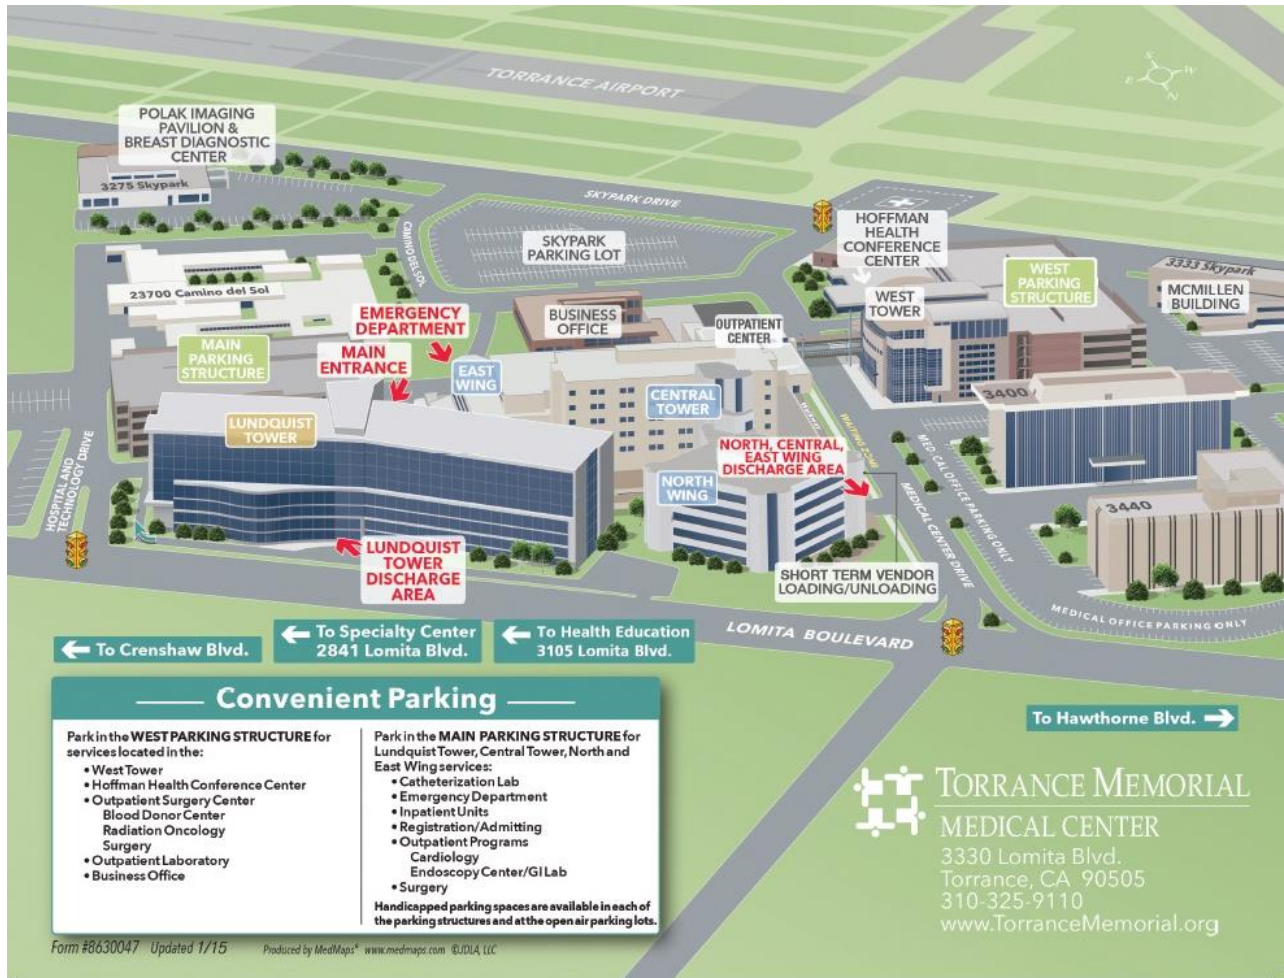 TORRANCE AIRPORT
S
E
W
N
POLAK IMAGING
PAVILION &
BREAST DIAGNOSTIC
CENTER
3275 Skypark
SKYPARK DRIVE
CAMINO DEL SOL
SKYPARK
PARKING LOT
HOFFMAN
HEALTH
CONFERENCE
CENTER
WEST
PARKING
STRUCTURE
3333 Skypark
MCMILLEN
BUILDING
23700 Camino del Sol
EMERGENCY
DEPARTMENT
BUSINESS
OFFICE
OUTPATIENT
CENTER
WEST
TOWER
MAIN
PARKING
STRUCTURE
MAIN
ENTRANCE
EAST
WING
CENTRAL
TOWER
3400
LUNDQUIST
TOWER
WAITING ZONE
NORTH, CENTRAL,
EAST WING
DISCHARGE AREA
MEDICAL OFFICE PARKING ONLY
NORTH
WING
HOSPITAL AND
TECHNOLOGY DRIVE
3440
MEDICAL CENTER DRIVE
LUNDQUIST
TOWER
DISCHARGE
AREA
SHORT TERM VENDOR
LOADING/UNLOADING
MEDICAL OFFICE PARKING ONLY
LOMITA BOULEVARD
To Crenshaw Blvd.
To Specialty Center
2841 Lomita Blvd.
To Health Education
3105 Lomita Blvd.
To Hawthorne Blvd.
Convenient Parking
Park in the WEST PARKING STRUCTURE for
services located in the:
• West Tower
• Hoffman Health Conference Center
• Outpatient Surgery Center
Blood Donor Center
Radiation Oncology
Surgery
• Outpatient Laboratory
• Business Office
Park in the MAIN PARKING STRUCTURE for
Lundquist Tower, Central Tower, North and
East Wing services:
• Catheterization Lab
• Emergency Department
• Inpatient Units
• Registration/Admitting
• Outpatient Programs
Cardiology
Endoscopy Center/GI Lab
• Surgery
Handicapped parking spaces are available in each of
the parking structures and at the open air parking lots.
TORRANCE MEMORIAL
MEDICAL CENTER
3330 Lomita Blvd.
Torrance, CA 90505
310-325-9110
www.TorranceMemorial.org
Form #8630047 Updated 1/15 Produced by MedMaps® www.medmaps.com ©JDLA, LLC